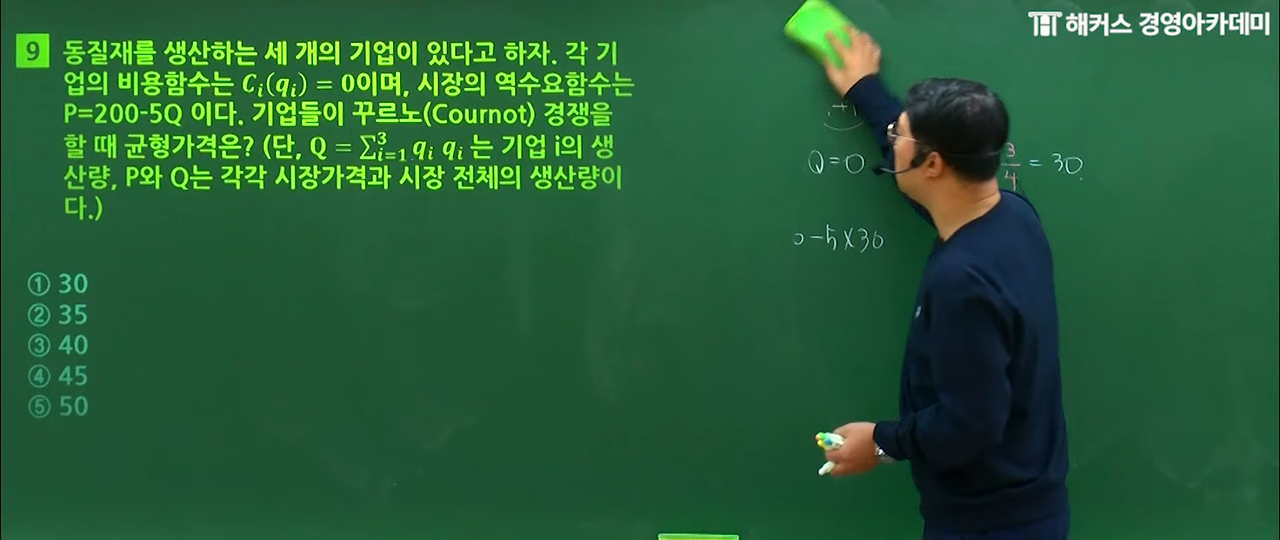 해커스 경영아카데미
9 동질재를 생산하는 세 개의 기업이 있다고 하자. 각 기
업의 비용함수는 Cᵢ(qᵢ) = 0이며, 시장의 역수요함수는
P=200-5Q 이다. 기업들이 꾸르노(Cournot) 경쟁을
할 때 균형가격은? (단, Q = ∑³ᵢ₌₁ qᵢ qᵢ 는 기업 i의 생
산량, P와 Q는 각각 시장가격과 시장 전체의 생산량이
다.)
① 30
② 35
③ 40
④ 45
⑤ 50
+1
Q=0
3/4 = 30
-5×30